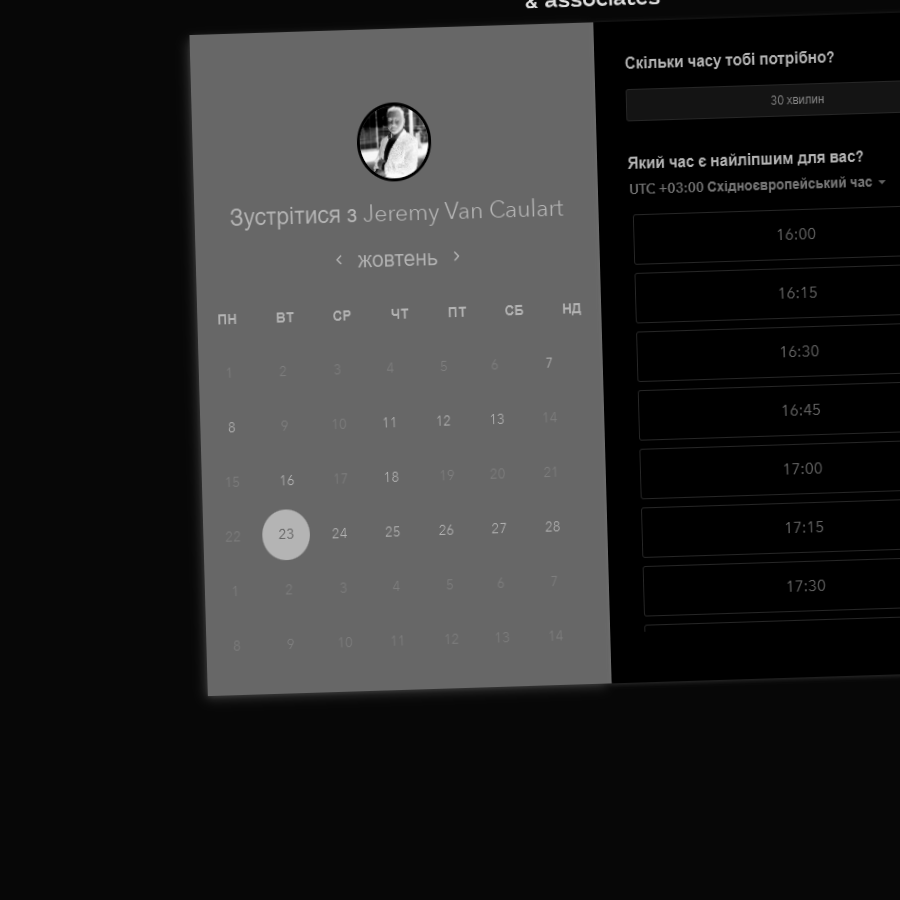 & associates
Зустрітися з Jeremy Van Caulart
жовтень
ПН ВТ СР ЧТ ПТ СБ НД
1 2 3 4 5 6 7
8 9 10 11 12 13 14
15 16 17 18 19 20 21
22 23 24 25 26 27 28
1 2 3 4 5 6 7
8 9 10 11 12 13 14
Скільки часу тобі потрібно?
30 хвилин
Який час є найліпшим для вас?
UTC +03:00 Східноєвропейський час
16:00
16:15
16:30
16:45
17:00
17:15
17:30